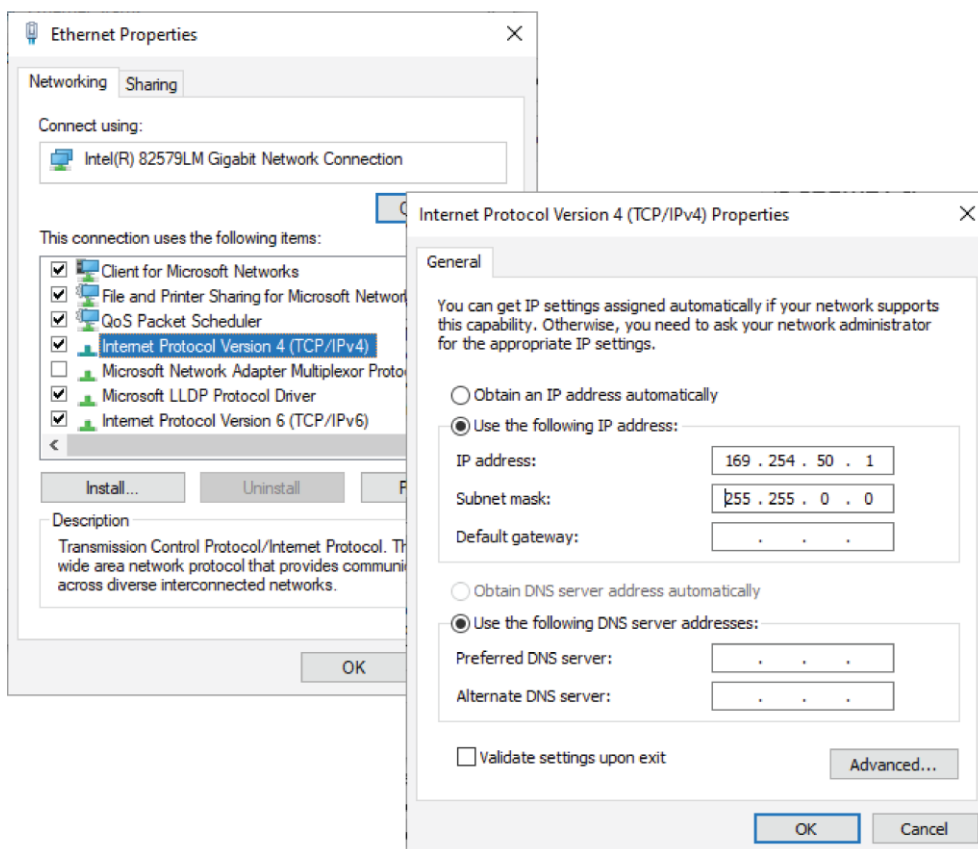 Ethernet Properties
Networking
Sharing
Connect using:
Intel(R) 82579LM Gigabit Network Connection
This connection uses the following items:
Client for Microsoft Networks
File and Printer Sharing for Microsoft
QoS Packet Scheduler
Internet Protocol Version 4 (TCP/IPv4)
Microsoft Network Adapter Multiplexor
Microsoft LLDP Protocol Driver
Internet Protocol Version 6 (TCP/IPv6)
Install...
Uninstall
Description
Transmission Control Protocol/Internet Protocol.
wide area network protocol that provides
across diverse interconnected networks.
OK
Internet Protocol Version 4 (TCP/IPv4) Properties
General
You can get IP settings assigned automatically if your network supports
this capability. Otherwise, you need to ask your network administrator
for the appropriate IP settings.
Obtain an IP address automatically
Use the following IP address:
IP address: 169 . 254 . 50 . 1
Subnet mask: 255 . 255 . 0 . 0
Default gateway: . . .
Obtain DNS server address automatically
Use the following DNS server addresses:
Preferred DNS server: . . .
Alternate DNS server: . . .
Validate settings upon exit
Advanced...
OK
Cancel